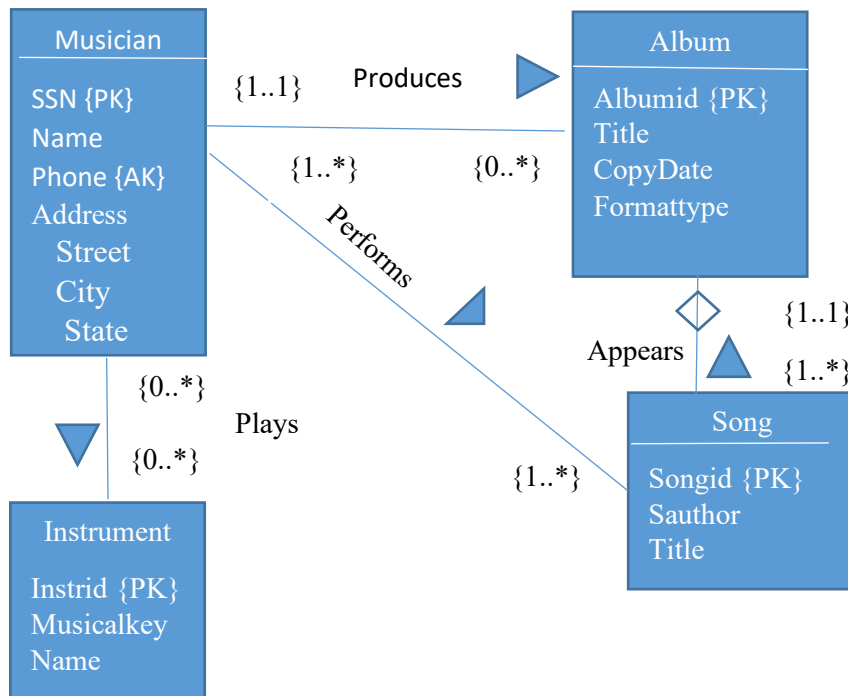 Musician
SSN {PK}
Name
Phone {AK}
Address
Street
City
State
{1..1}
Produces
{1..*}
{0..*}
Album
Albumid {PK}
Title
CopyDate
Formattype
Performs
{1..1}
Appears
{1..*}
{0..*}
Plays
{0..*}
{1..*}
Song
Songid {PK}
Sauthor
Title
Instrument
Instrid {PK}
Musicalkey
Name